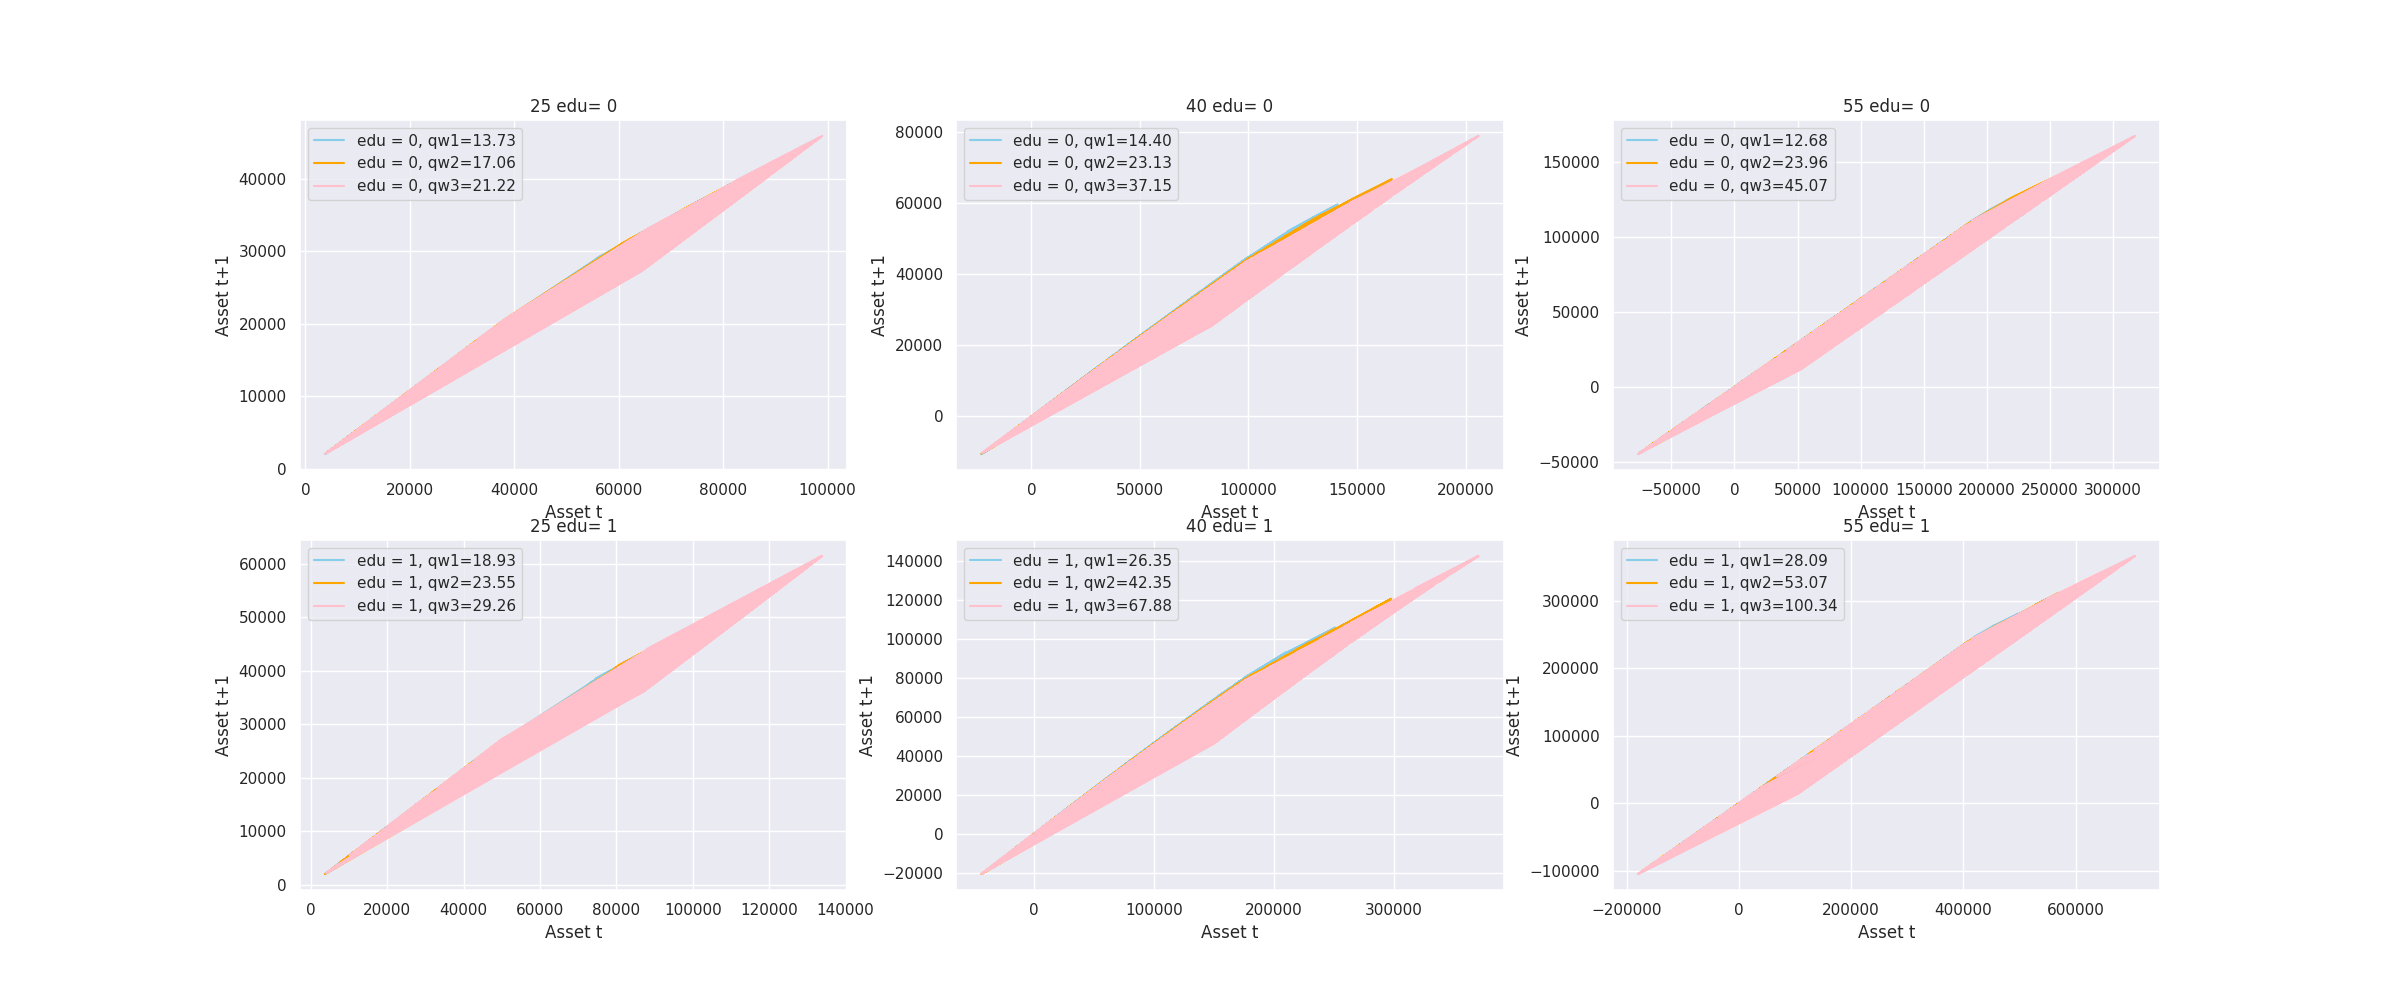 25 edu= 0
edu = 0, qw1=13.73
edu = 0, qw2=17.06
edu = 0, qw3=21.22
Asset t+1
40000
30000
20000
10000
0
0 20000 40000 60000 80000 100000
Asset t
40 edu= 0
edu = 0, qw1=14.40
edu = 0, qw2=23.13
edu = 0, qw3=37.15
Asset t+1
80000
60000
40000
20000
0
0 50000 100000 150000 200000
Asset t
55 edu= 0
edu = 0, qw1=12.68
edu = 0, qw2=23.96
edu = 0, qw3=45.07
Asset t+1
150000
100000
50000
0
−50000
−50000 0 50000 100000 150000 200000 250000 300000
Asset t
25 edu= 1
edu = 1, qw1=18.93
edu = 1, qw2=23.55
edu = 1, qw3=29.26
Asset t+1
60000
50000
40000
30000
20000
10000
0
0 20000 40000 60000 80000 100000 120000 140000
Asset t
40 edu= 1
edu = 1, qw1=26.35
edu = 1, qw2=42.35
edu = 1, qw3=67.88
Asset t+1
140000
120000
100000
80000
60000
40000
20000
0
−20000
0 100000 200000 300000
Asset t
55 edu= 1
edu = 1, qw1=28.09
edu = 1, qw2=53.07
edu = 1, qw3=100.34
Asset t+1
300000
200000
100000
0
−100000
−200000 0 200000 400000 600000
Asset t